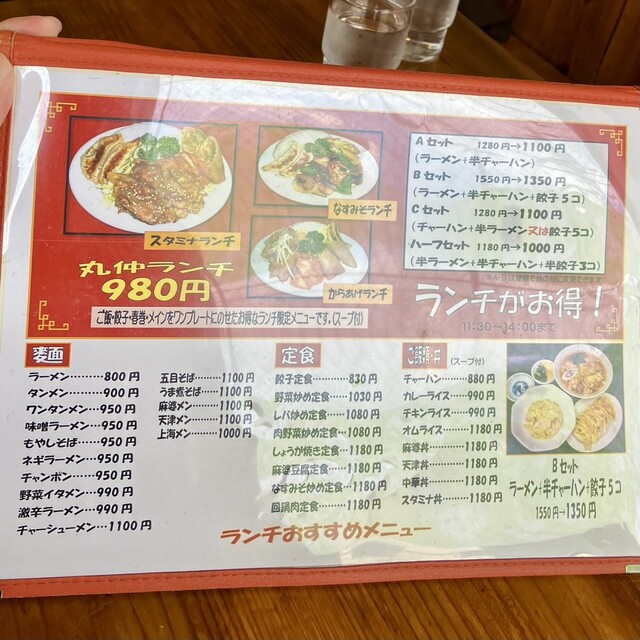 スタミナランチ
なすみそランチ
からあげランチ
丸仲ランチ
980円
ご飯・餃子・春巻・メインをワンプレートにのせたお得なランチ限定メニューです。(スープ付)
Aセット 1280円→1100円
(ラーメン+半チャーハン)
Bセット 1550円→1350円
(ラーメン+半チャーハン+餃子5コ)
Cセット 1280円→1100円
(チャーハン+半ラーメン又は餃子5コ)
ハーフセット 1180円→1000円
(半ラーメン+半チャーハン+半餃子3コ)
ランチがお得!
11:30~14:00まで
麺
ラーメン………800円
タンメン………900円
ワンタンメン…950円
味噌ラーメン…950円
もやしそば……950円
ネギラーメン…950円
チャンポン……950円
野菜イタメン…990円
激辛ラーメン…990円
チャーシューメン…1100円
五目そば……1100円
うま煮そば…1100円
麻婆メン……1100円
天津メン……1100円
上海メン……1000円
定食
餃子定食………830円
野菜炒め定食…1030円
レバ炒め定食…1080円
肉野菜炒め定食…1080円
しょうが焼き定食…1180円
麻婆豆腐定食…1180円
なすみそ炒め定食…1180円
回鍋肉定食……1180円
ご飯類・丼 (スープ付)
チャーハン……880円
カレーライス…990円
チキンライス…990円
オムライス……1180円
麻婆丼………1180円
天津丼………1180円
中華丼………1180円
スタミナ丼……1180円
Bセット
ラーメン+半チャーハン+餃子5コ
1550円→1350円
ランチおすすめメニュー